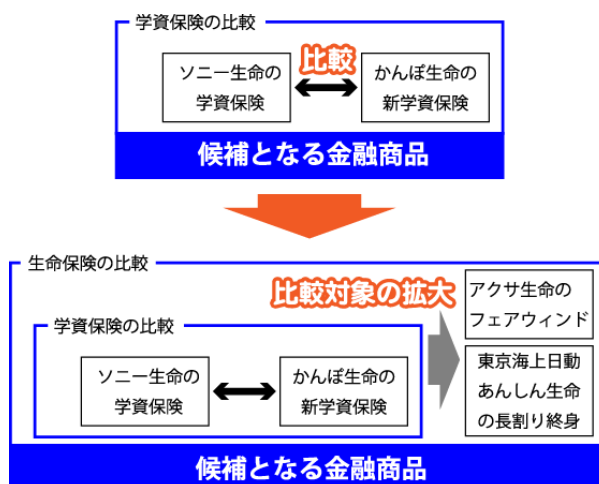 学資保険の比較
ソニー生命の
学資保険
比較
かんぽ生命の
新学資保険
候補となる金融商品
生命保険の比較
比較対象の拡大
アクサ生命の
フェアウィンド
学資保険の比較
ソニー生命の
学資保険
かんぽ生命の
新学資保険
東京海上日動
あんしん生命
の長割り終身
候補となる金融商品